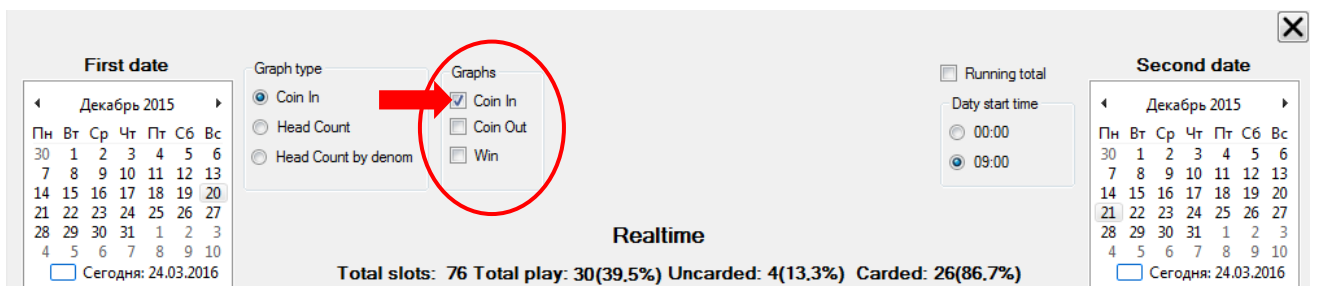 First date
Декабрь 2015
Пн Вт Ср Чт Пт Сб Вс
30 1 2 3 4 5 6
7 8 9 10 11 12 13
14 15 16 17 18 19 20
21 22 23 24 25 26 27
28 29 30 31 1 2 3
4 5 6 7 8 9 10
Сегодня: 24.03.2016
Graph type
Coin In
Head Count
Head Count by denom
Graphs
Coin In
Coin Out
Win
Running total
Daty start time
00:00
09:00
Second date
Декабрь 2015
Пн Вт Ср Чт Пт Сб Вс
30 1 2 3 4 5 6
7 8 9 10 11 12 13
14 15 16 17 18 19 20
21 22 23 24 25 26 27
28 29 30 31 1 2 3
4 5 6 7 8 9 10
Сегодня: 24.03.2016
Realtime
Total slots: 76 Total play: 30(39,5%) Uncarded: 4(13,3%) Carded: 26(86,7%)